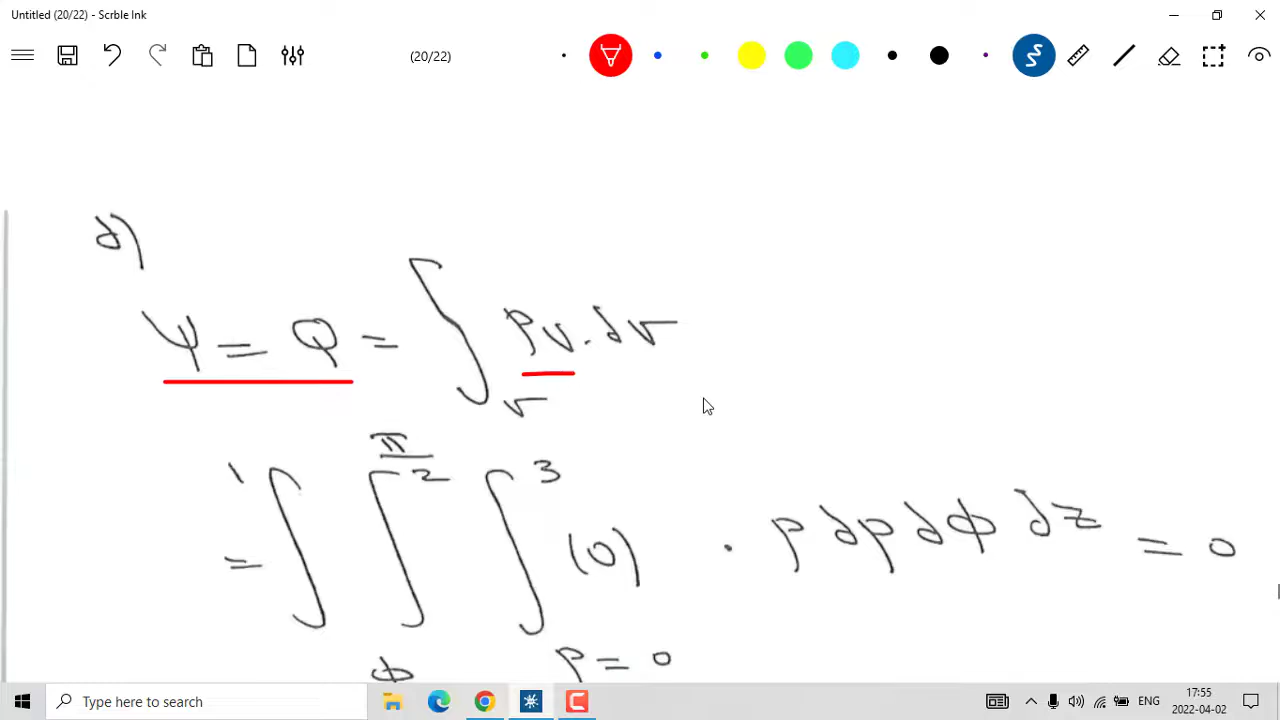 Untitled (20/22) - Scrble Ink
(20/22)
d)
Ψ = Q = ∫ ρv . dv
v
1 π/2 3
= ∫ ∫ ∫ (0) . ρ dρ dϕ dz = 0
ϕ ρ = 0
Type here to search
ENG
17:55
2022-04-02